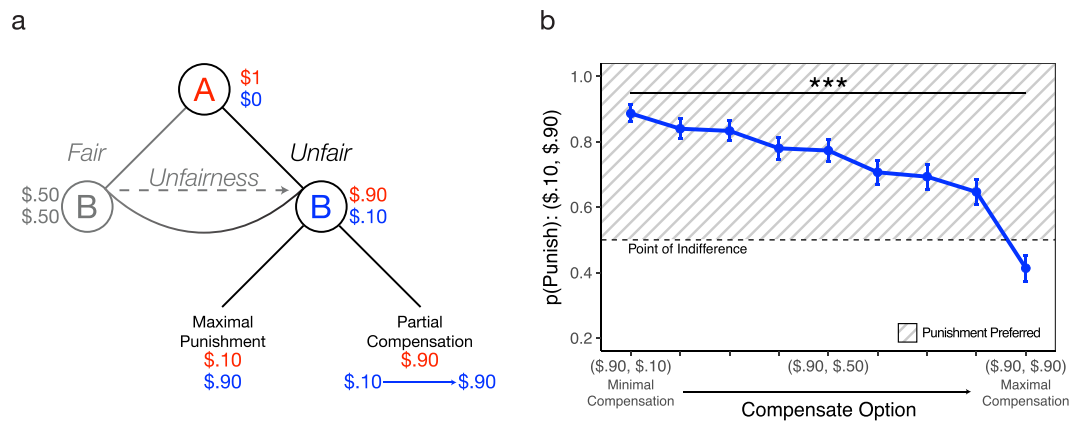 a
A
$1
$0
Fair
Unfair
Unfairness
$.50
$.50
B
B
$.90
$.10
Maximal
Punishment
$.10
$.90
Partial
Compensation
$.90
$.10
$.90
b
p(Punish): ($.10, $.90)
1.0
0.8
0.6
0.4
0.2
***
Point of Indifference
Punishment Preferred
($.90, $.10)
Minimal
Compensation
($.90, $.50)
($.90, $.90)
Maximal
Compensation
Compensate Option